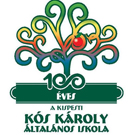 100
ÉVES
A KISPESTI
KÓS KÁROLY
ÁLTALÁNOS ISKOLA